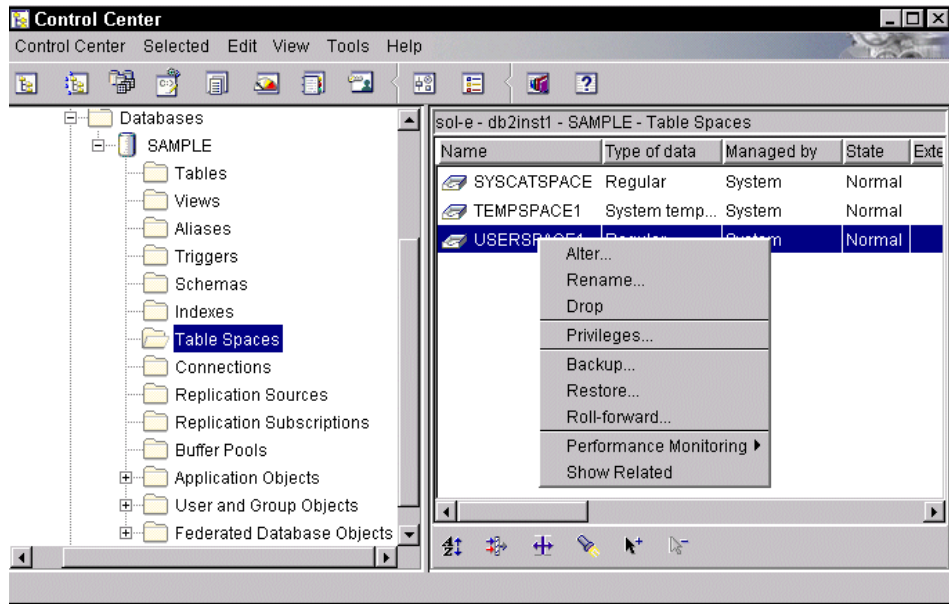 Control Center
Control Center Selected Edit View Tools Help
Databases
SAMPLE
Tables
Views
Aliases
Triggers
Schemas
Indexes
Table Spaces
Connections
Replication Sources
Replication Subscriptions
Buffer Pools
Application Objects
User and Group Objects
Federated Database Objects
sol-e - db2inst1 - SAMPLE - Table Spaces
Name Type of data Managed by State Exte
SYSCATSPACE Regular System Normal
TEMPSPACE1 System temp... System Normal
USERSPACE1 Regular System Normal
Alter...
Rename...
Drop
Privileges...
Backup...
Restore...
Roll-forward...
Performance Monitoring
Show Related